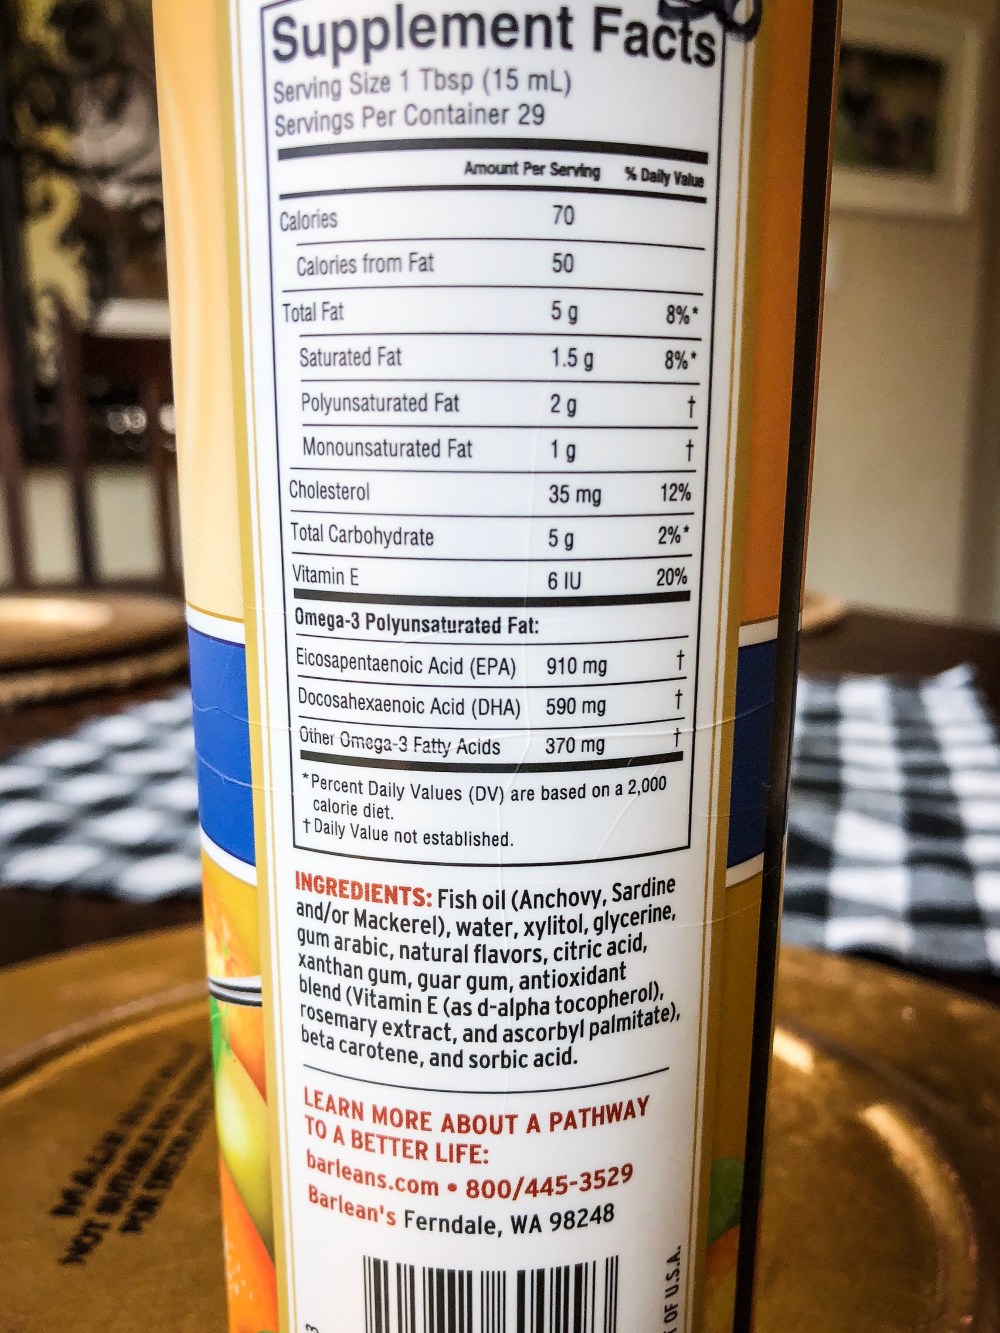 Supplement Facts
Serving Size 1 Tbsp (15 mL)
Servings Per Container 29
Amount Per Serving % Daily Value
Calories 70
Calories from Fat 50
Total Fat 5 g 8%*
Saturated Fat 1.5 g 8%*
Polyunsaturated Fat 2 g †
Monounsaturated Fat 1 g †
Cholesterol 35 mg 12%
Total Carbohydrate 5 g 2%*
Vitamin E 6 IU 20%
Omega-3 Polyunsaturated Fat:
Eicosapentaenoic Acid (EPA) 910 mg †
Docosahexaenoic Acid (DHA) 590 mg †
Other Omega-3 Fatty Acids 370 mg †
*Percent Daily Values (DV) are based on a 2,000
calorie diet.
† Daily Value not established.
INGREDIENTS: Fish oil (Anchovy, Sardine
and/or Mackerel), water, xylitol, glycerine,
gum arabic, natural flavors, citric acid,
xanthan gum, guar gum, antioxidant
blend (Vitamin E (as d-alpha tocopherol),
rosemary extract, and ascorbyl palmitate),
beta carotene, and sorbic acid.
LEARN MORE ABOUT A PATHWAY
TO A BETTER LIFE:
barleans.com • 800/445-3529
Barlean's Ferndale, WA 98248
OF U.S.A.
3
NOT
FOR